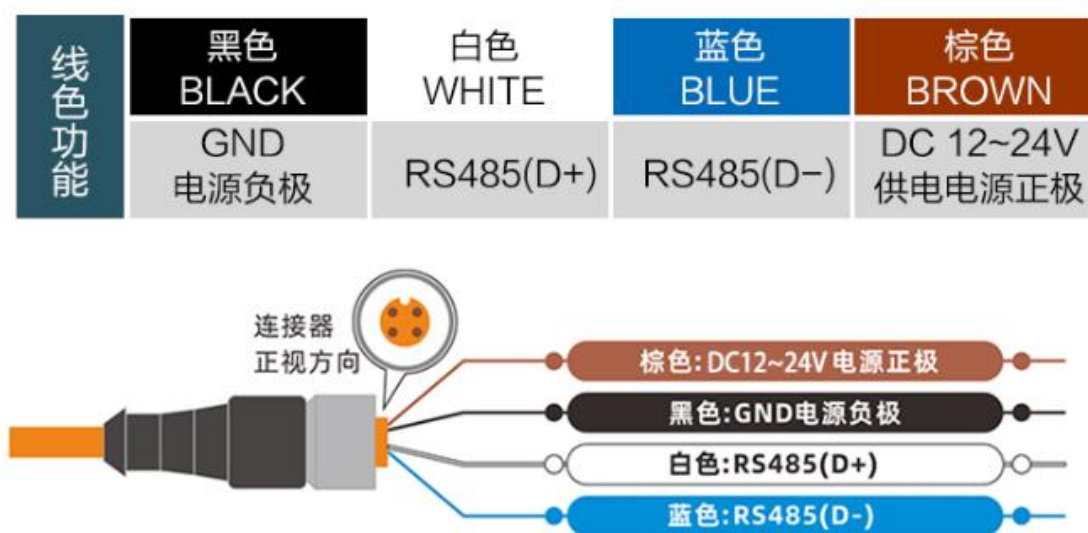 线色功能
黑色
BLACK
白色
WHITE
蓝色
BLUE
棕色
BROWN
GND
电源负极
RS485(D+)
RS485(D-)
DC 12~24V
供电电源正极
连接器
正视方向
棕色:DC12~24V 电源正极
黑色:GND电源负极
白色:RS485(D+)
蓝色:RS485(D-)